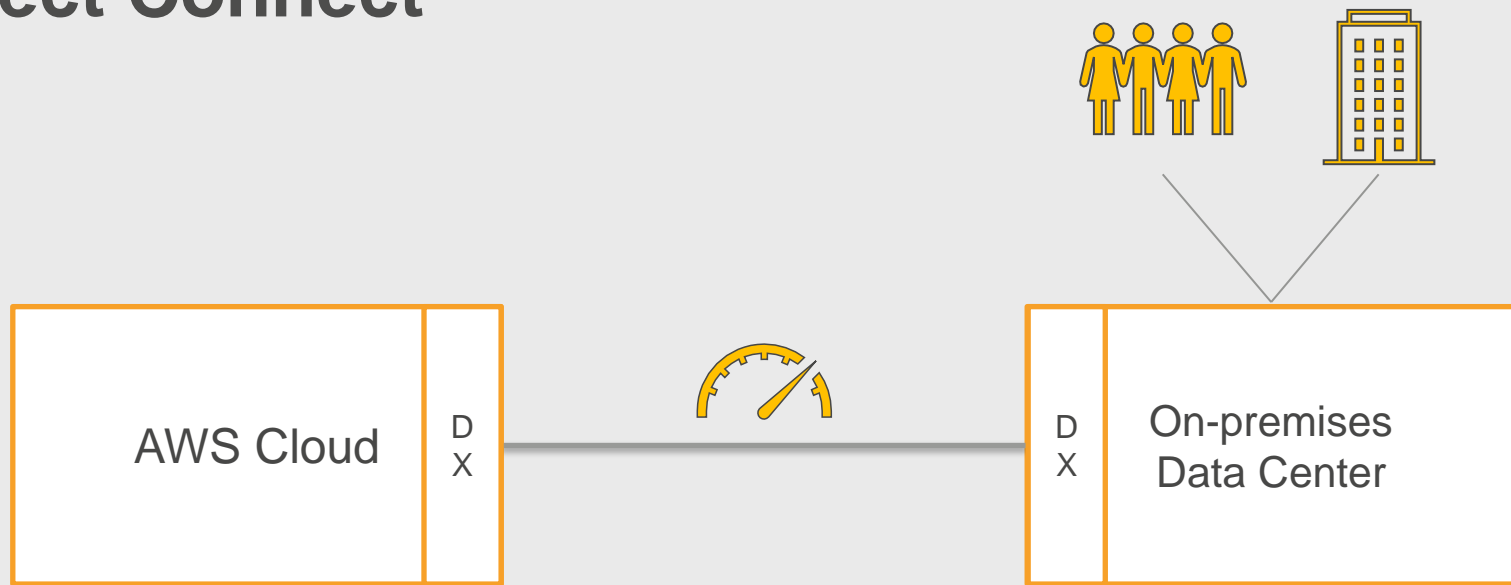 ect Connect
AWS Cloud
D
X
D
X
On-premises
Data Center